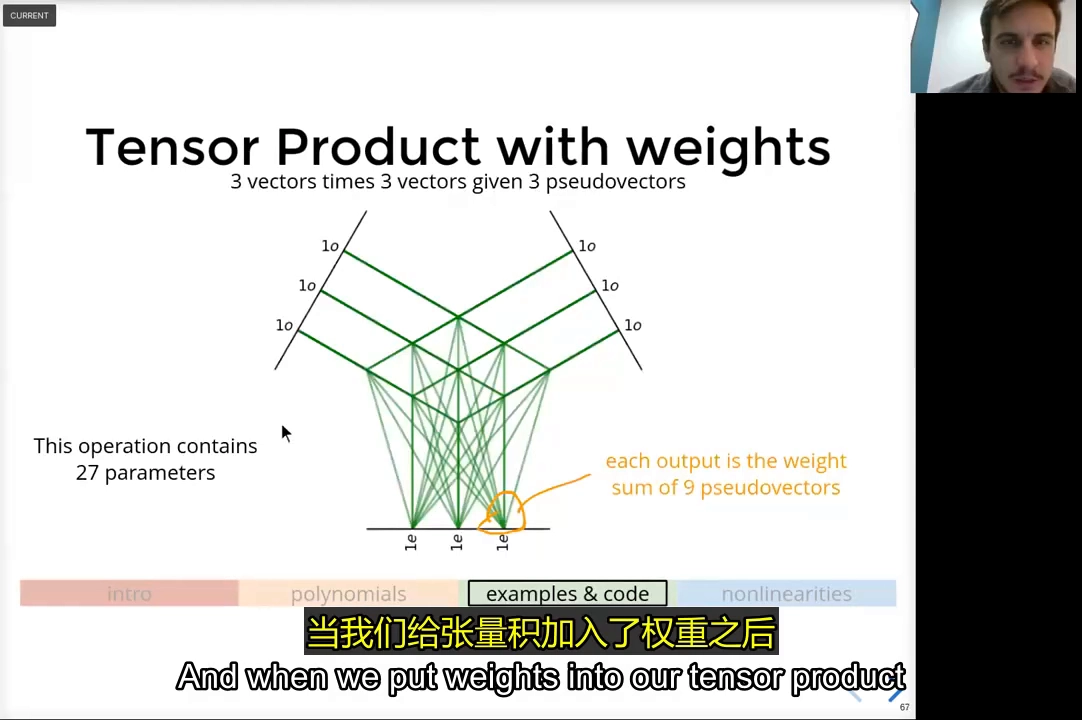 CURRENT
Tensor Product with weights
3 vectors times 3 vectors given 3 pseudovectors
1o
1o
1o
1o
1o
1o
This operation contains
27 parameters
each output is the weight
sum of 9 pseudovectors
1e
1e
1e
intro
polynomials
examples & code
nonlinearities
当我们给张量积加入了权重之后
And when we put weights into our tensor product
67